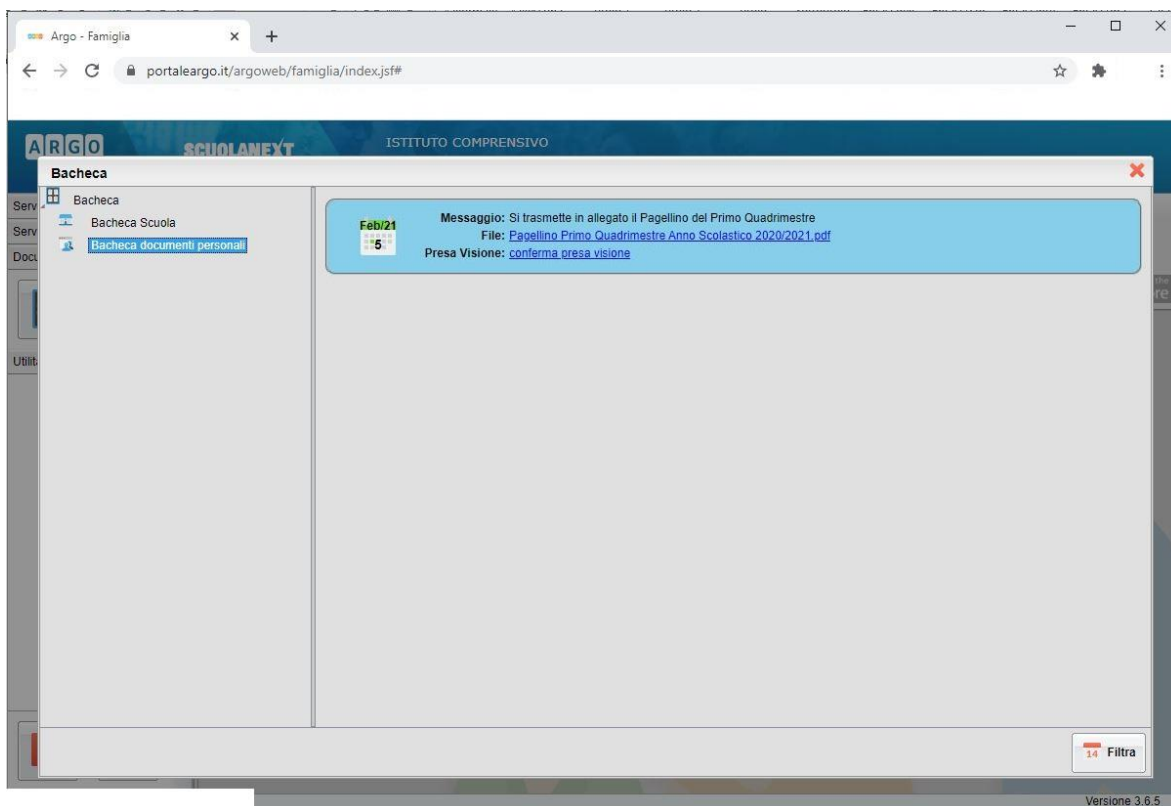 Argo - Famiglia
portaleargo.it/argoweb/famiglia/index.jsf#
ARGO SCUOLANEXT ISTITUTO COMPRENSIVO
Bacheca
Serv
Serv
Docu
Utilit
Bacheca
Bacheca Scuola
Bacheca documenti personali
Feb/21
5
Messaggio: Si trasmette in allegato il Pagellino del Primo Quadrimestre
File: Pagellino Primo Quadrimestre Anno Scolastico 2020/2021.pdf
Presa Visione: conferma presa visione
14 Filtra
Versione 3.6.5